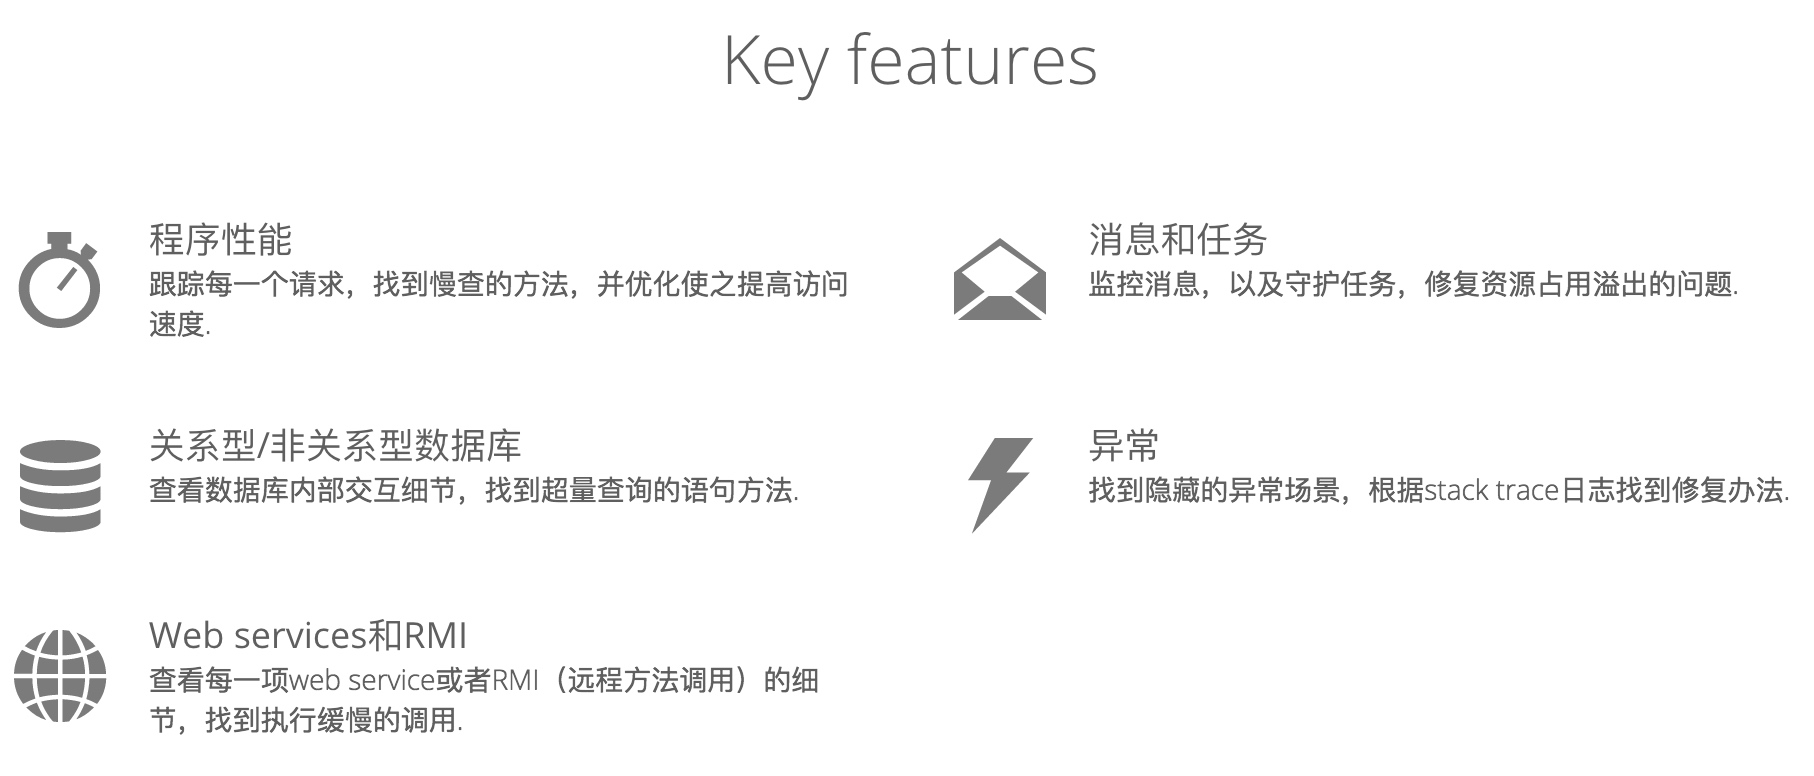 Key features
程序性能
跟踪每一个请求，找到慢查的方法，并优化使之提高访问
速度.
消息和任务
监控消息，以及守护任务，修复资源占用溢出的问题.
关系型/非关系型数据库
查看数据库内部交互细节，找到超量查询的语句方法.
异常
找到隐藏的异常场景，根据stack trace日志找到修复办法.
Web services和RMI
查看每一项web service或者RMI（远程方法调用）的细
节，找到执行缓慢的调用.